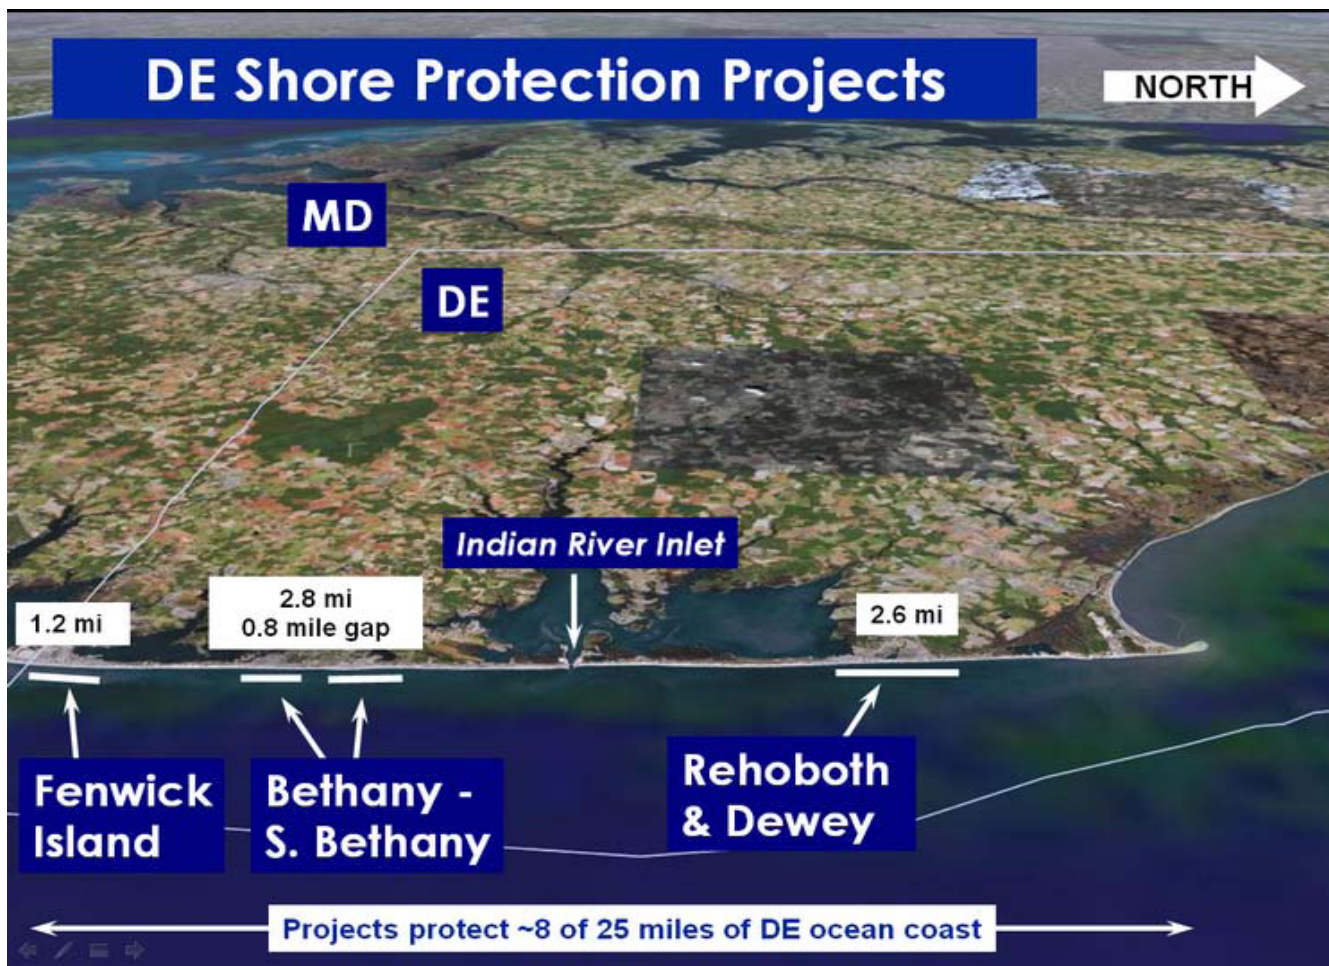 DE Shore Protection Projects
NORTH
MD
DE
Indian River Inlet
1.2 mi
2.8 mi
0.8 mile gap
2.6 mi
Fenwick
Island
Bethany -
S. Bethany
Rehoboth
& Dewey
Projects protect ~8 of 25 miles of DE ocean coast